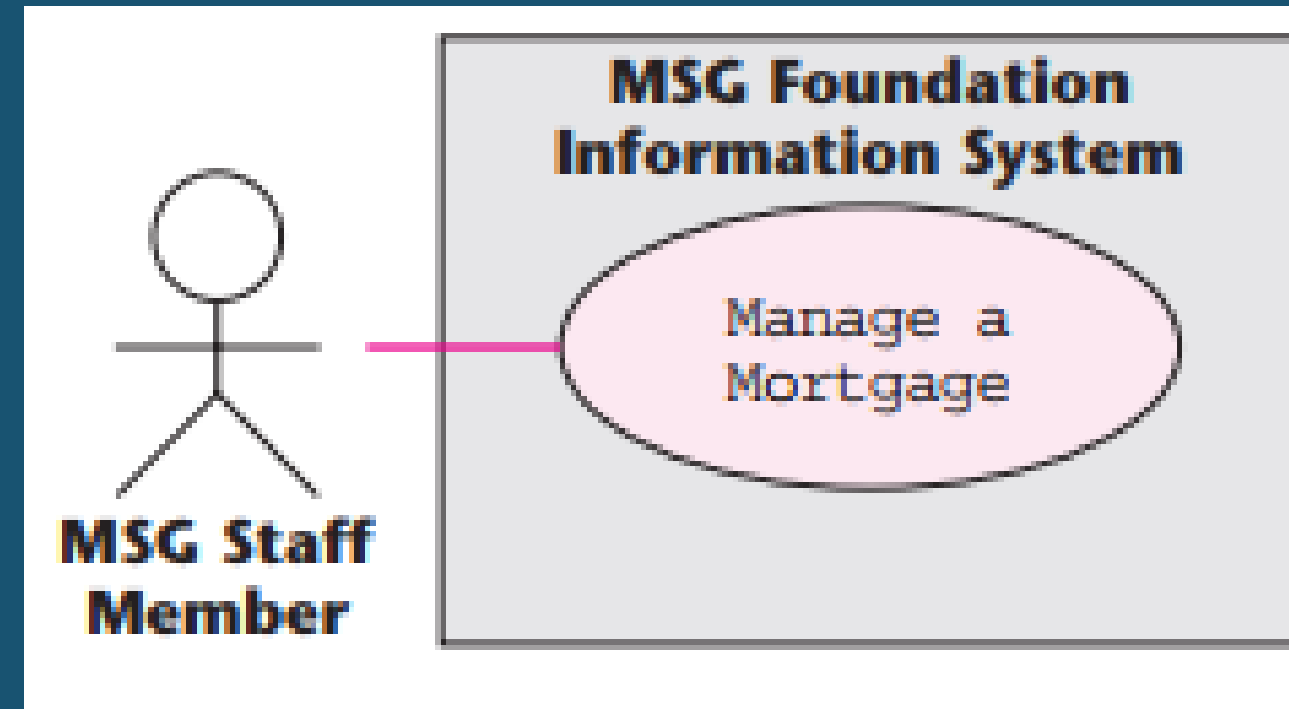 MSG Foundation
Information System
Manage a
Mortgage
MSG Staff
Member